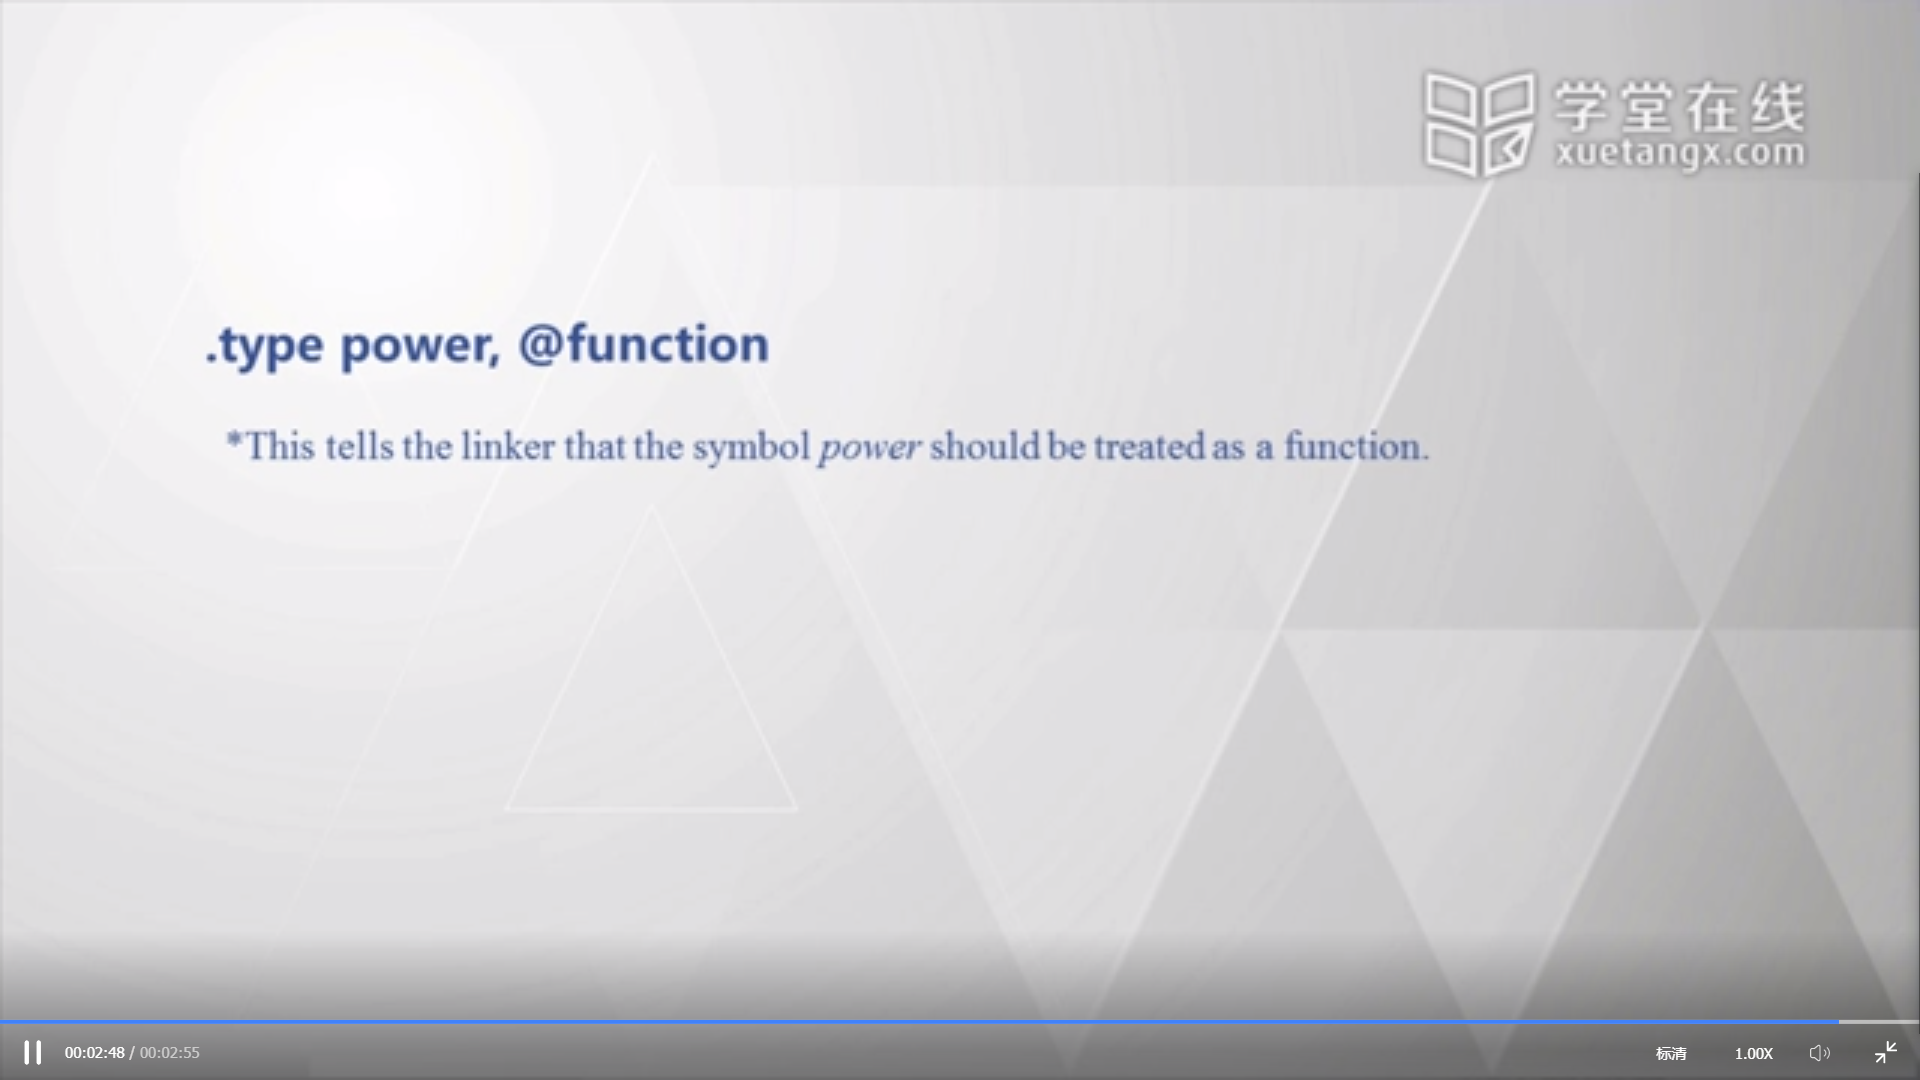 学堂在线
xuetangx.com
.type power, @function
*This tells the linker that the symbol power should be treated as a function.
00:02:48 / 00:02:55
标清
1.00X